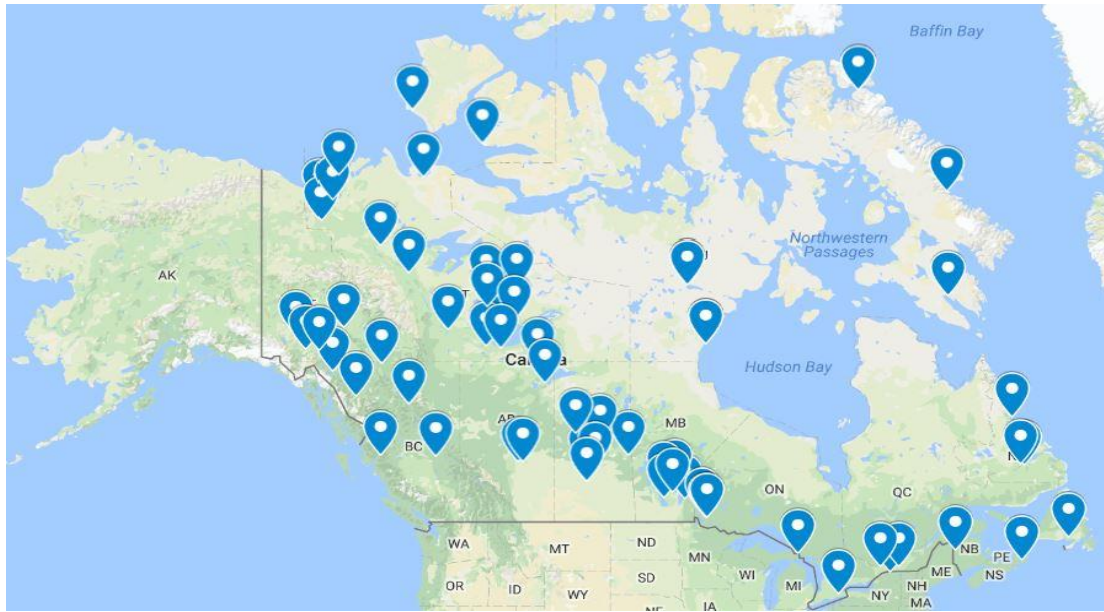 Baffin Bay
Northwestern
Passages
AK
Hudson Bay
BC
MB
ON
QC
WA
MT
ND
MN
NB
PE
OR
ID
SD
WI
MI
ME
NS
WY
NY
NH
IA
MA